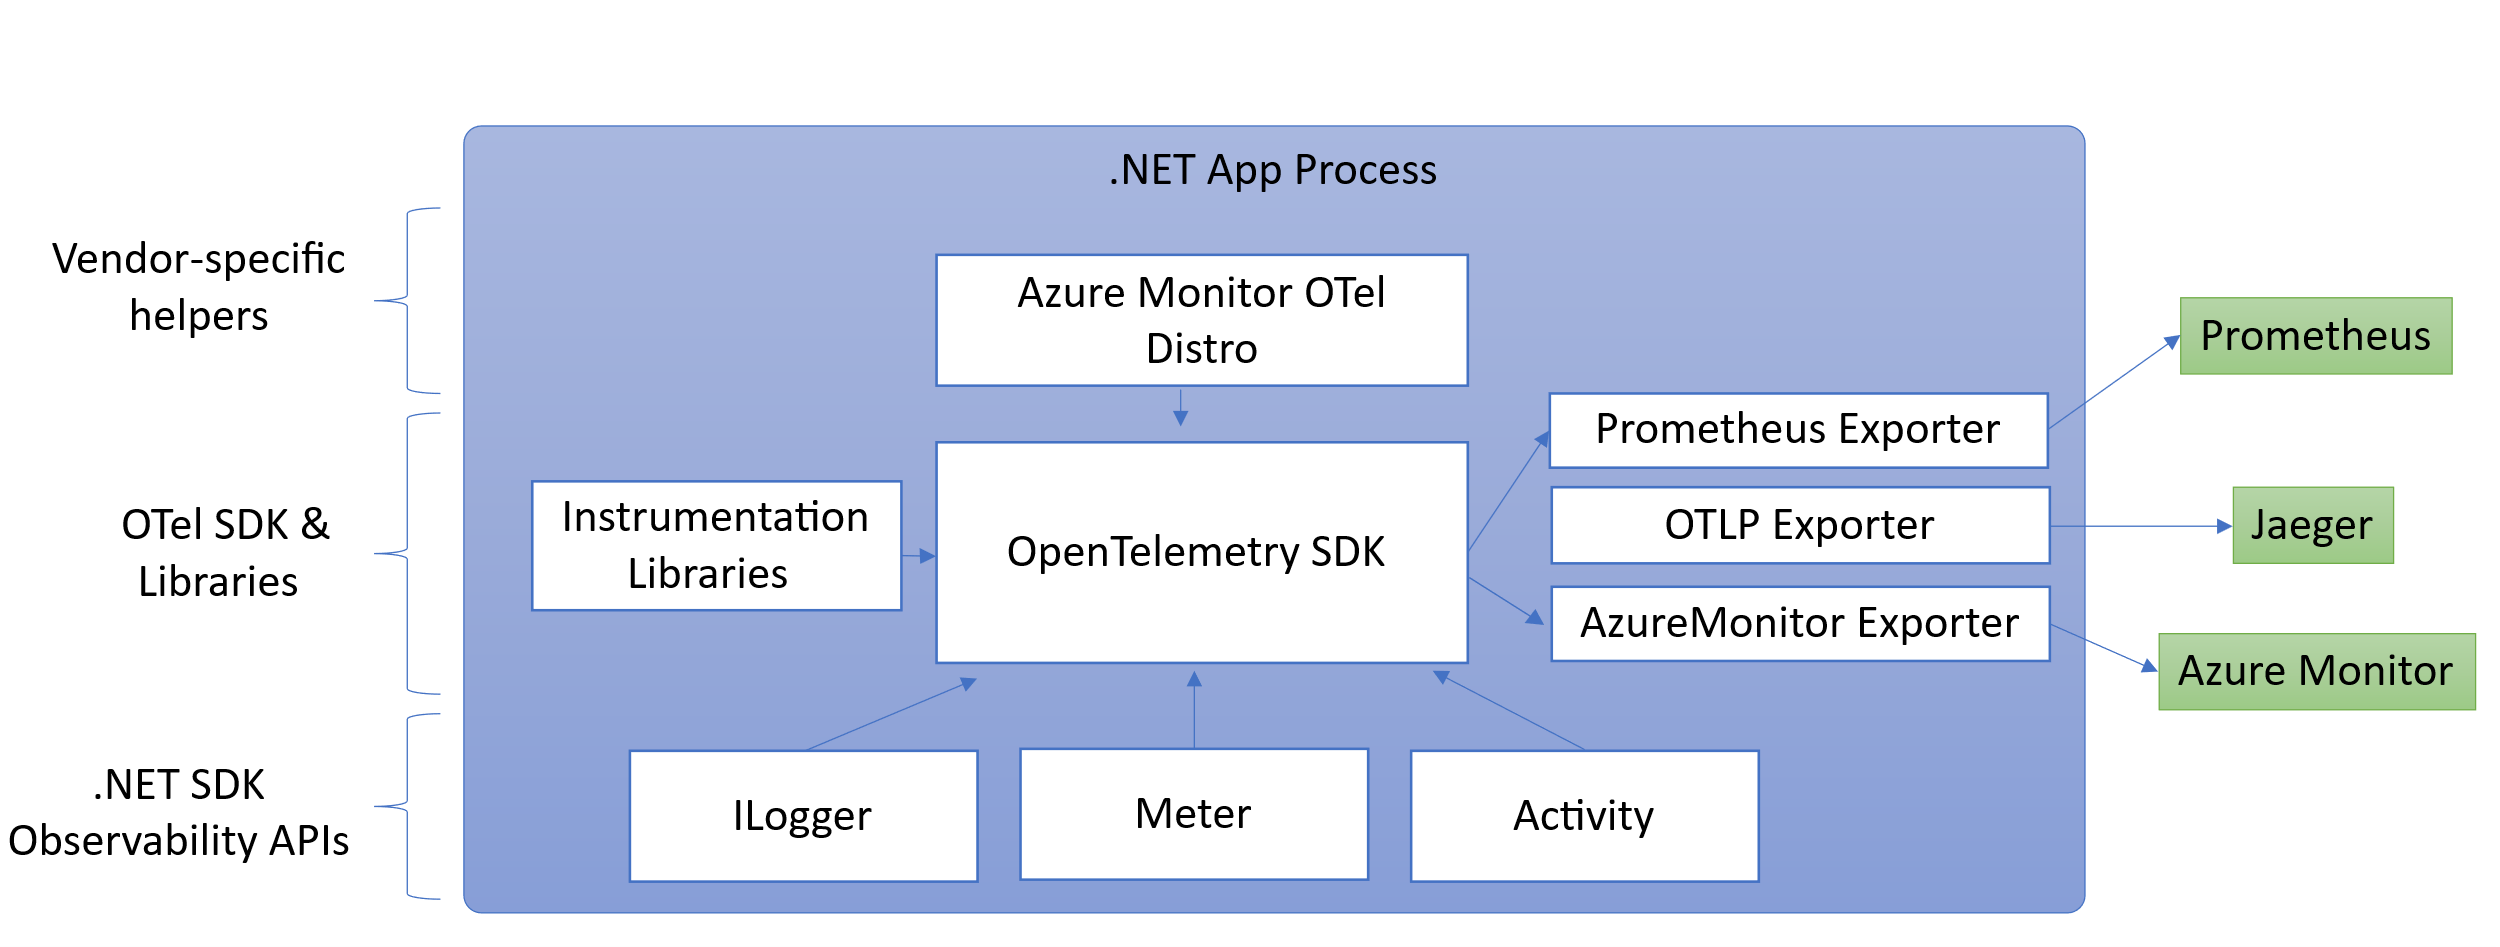 .NET App Process
Vendor-specific
helpers
Azure Monitor OTel
Distro
Prometheus
Prometheus Exporter
OTel SDK &
Libraries
Instrumentation
Libraries
OpenTelemetry SDK
OTLP Exporter
Jaeger
AzureMonitor Exporter
Azure Monitor
.NET SDK
Observability APIs
ILogger
Meter
Activity